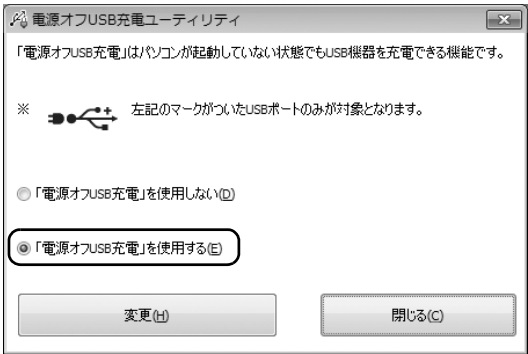 電源オフUSB充電ユーティリティ
「電源オフUSB充電」はパソコンが起動していない状態でもUSB機器を充電できる機能です。
※ 左記のマークがついたUSBポートのみが対象となります。
「電源オフUSB充電」を使用しない(D)
「電源オフUSB充電」を使用する(E)
変更(H) 閉じる(C)